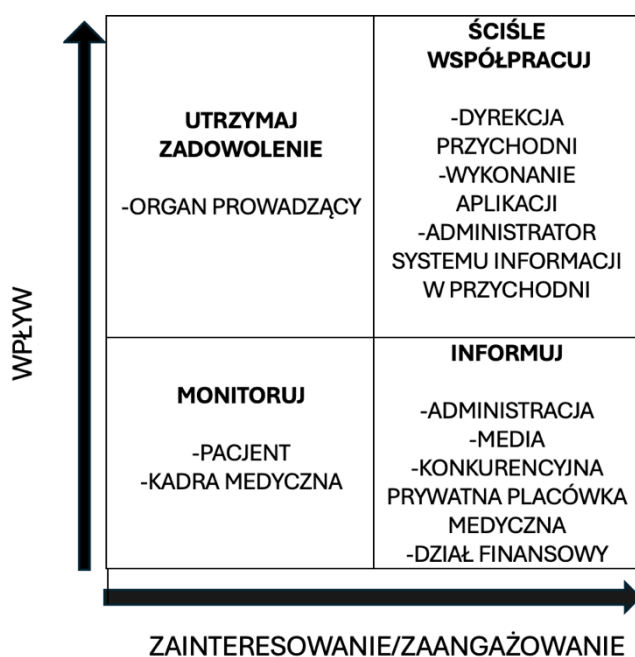 WPŁYW
UTRZYMAJ
ZADOWOLENIE
-ORGAN PROWADZĄCY
ŚCIŚLE
WSPÓŁPRACUJ
-DYREKCJA
PRZYCHODNI
-WYKONANIE
APLIKACJI
-ADMINISTRATOR
SYSTEMU INFORMACJI
W PRZYCHODNI
MONITORUJ
-PACJENT
-KADRA MEDYCZNA
INFORMUJ
-ADMINISTRACJA
-MEDIA
-KONKURENCYJNA
PRYWATNA PLACÓWKA
MEDYCZNA
-DZIAŁ FINANSOWY
ZAINTERESOWANIE/ZAANGAŻOWANIE